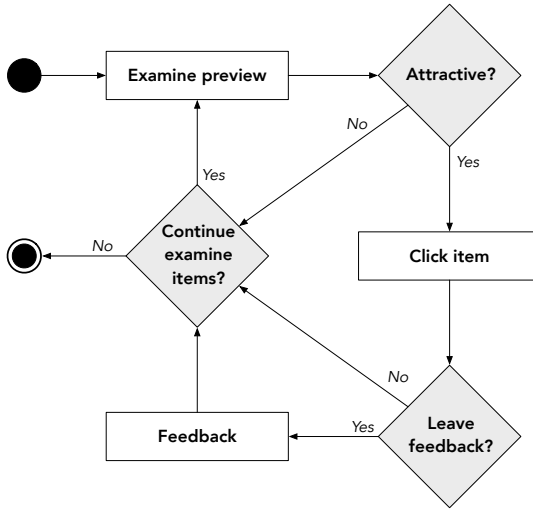 Examine preview
Attractive?
No
Yes
Yes
Continue
examine
items?
No
Click item
No
Feedback
Yes
Leave
feedback?